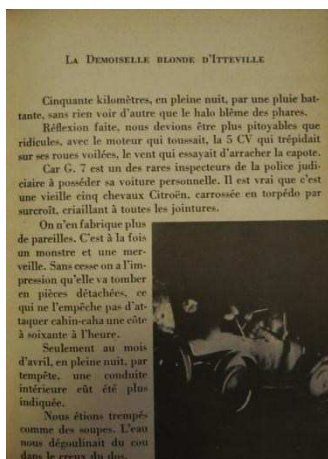 LA DEMOISELLE BLONDE D'ITTEVILLE
Cinquante kilomètres, en pleine nuit, par une pluie bat-
tante, sans rien voir d'autre que le halo blême des phares.
Réflexion faite, nous devions être plus pitoyables que
ridicules, avec le moteur qui toussait, la 5 CV qui trépidait
sur ses roues voilées, le vent qui essayait d'arracher la capote.
Car G. 7 est un des rares inspecteurs de la police judi-
ciaire à posséder sa voiture personnelle. Il est vrai que c'est
une vieille cinq chevaux Citroën, carrossée en torpédo par
surcroît, criaillant à toutes les jointures.
On n'en fabrique plus
de pareilles. C'est à la fois
un monstre et une mer-
veille. Sans cesse on a l'im-
pression qu'elle va tomber
en pièces détachées, ce
qui ne l'empêche pas d'at-
taquer cahin-caha une côte
à soixante à l'heure.
Seulement au mois
d'avril, en pleine nuit, par
tempête, une conduite
intérieure eût été plus
indiquée.
Nous étions trempés
comme des soupes. L'eau
nous dégoulinait du cou
dans le creux du dos.